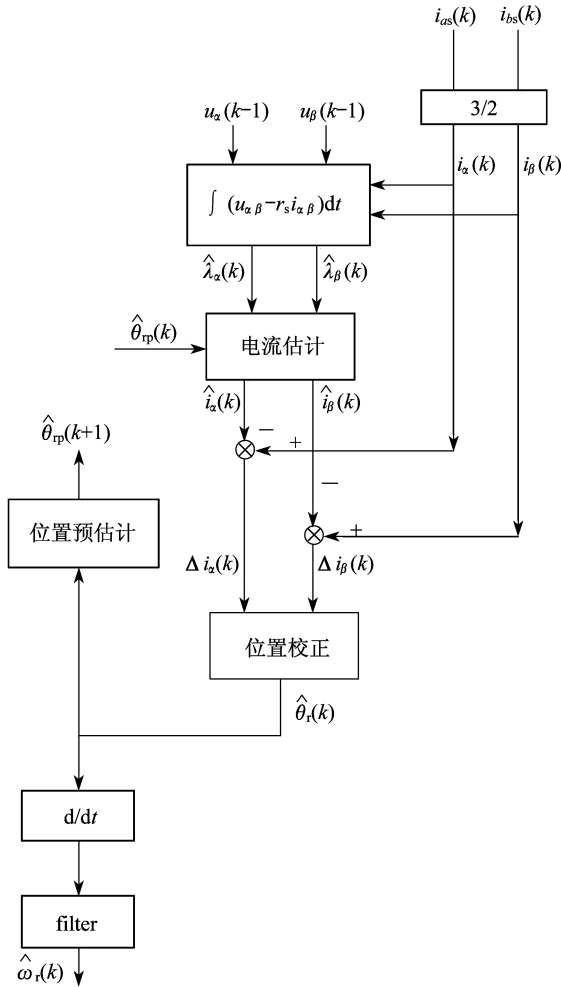 i_as(k) i_bs(k)
3/2
u_α(k−1) u_β(k−1)
i_α(k) i_β(k)
∫ (u_αβ−r_s i_αβ)dt
λ̂_α(k) λ̂_β(k)
θ̂_rp(k)
电流估计
î_α(k) î_β(k)
− +
θ̂_rp(k+1)
−
位置预估计
+
Δi_α(k) Δi_β(k)
位置校正
θ̂_r(k)
d/dt
filter
ω̂_r(k)